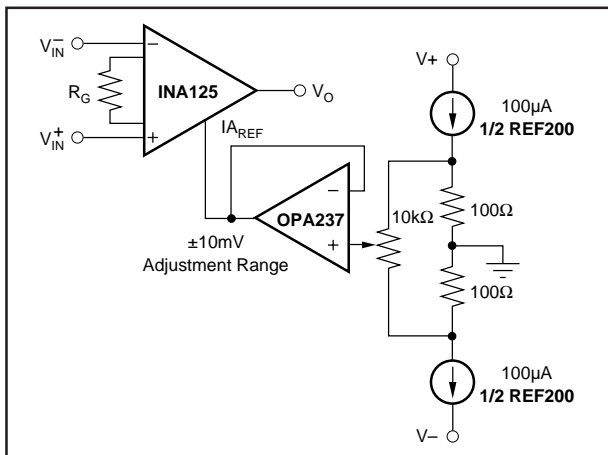 V−IN
−
RG
INA125
VO
V+IN
+
IAREF
V+
100µA
1/2 REF200
−
OPA237
+
10kΩ
100Ω
100Ω
±10mV
Adjustment Range
100µA
1/2 REF200
V−